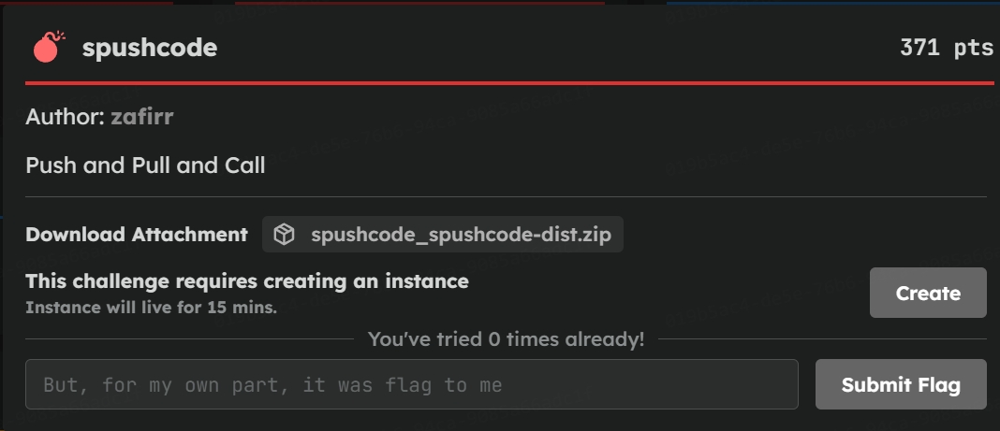 spushcode 371 pts
Author: zafirr
Push and Pull and Call
Download Attachment spushcode_spushcode-dist.zip
This challenge requires creating an instance
Instance will live for 15 mins.
Create
You've tried 0 times already!
But, for my own part, it was flag to me
Submit Flag